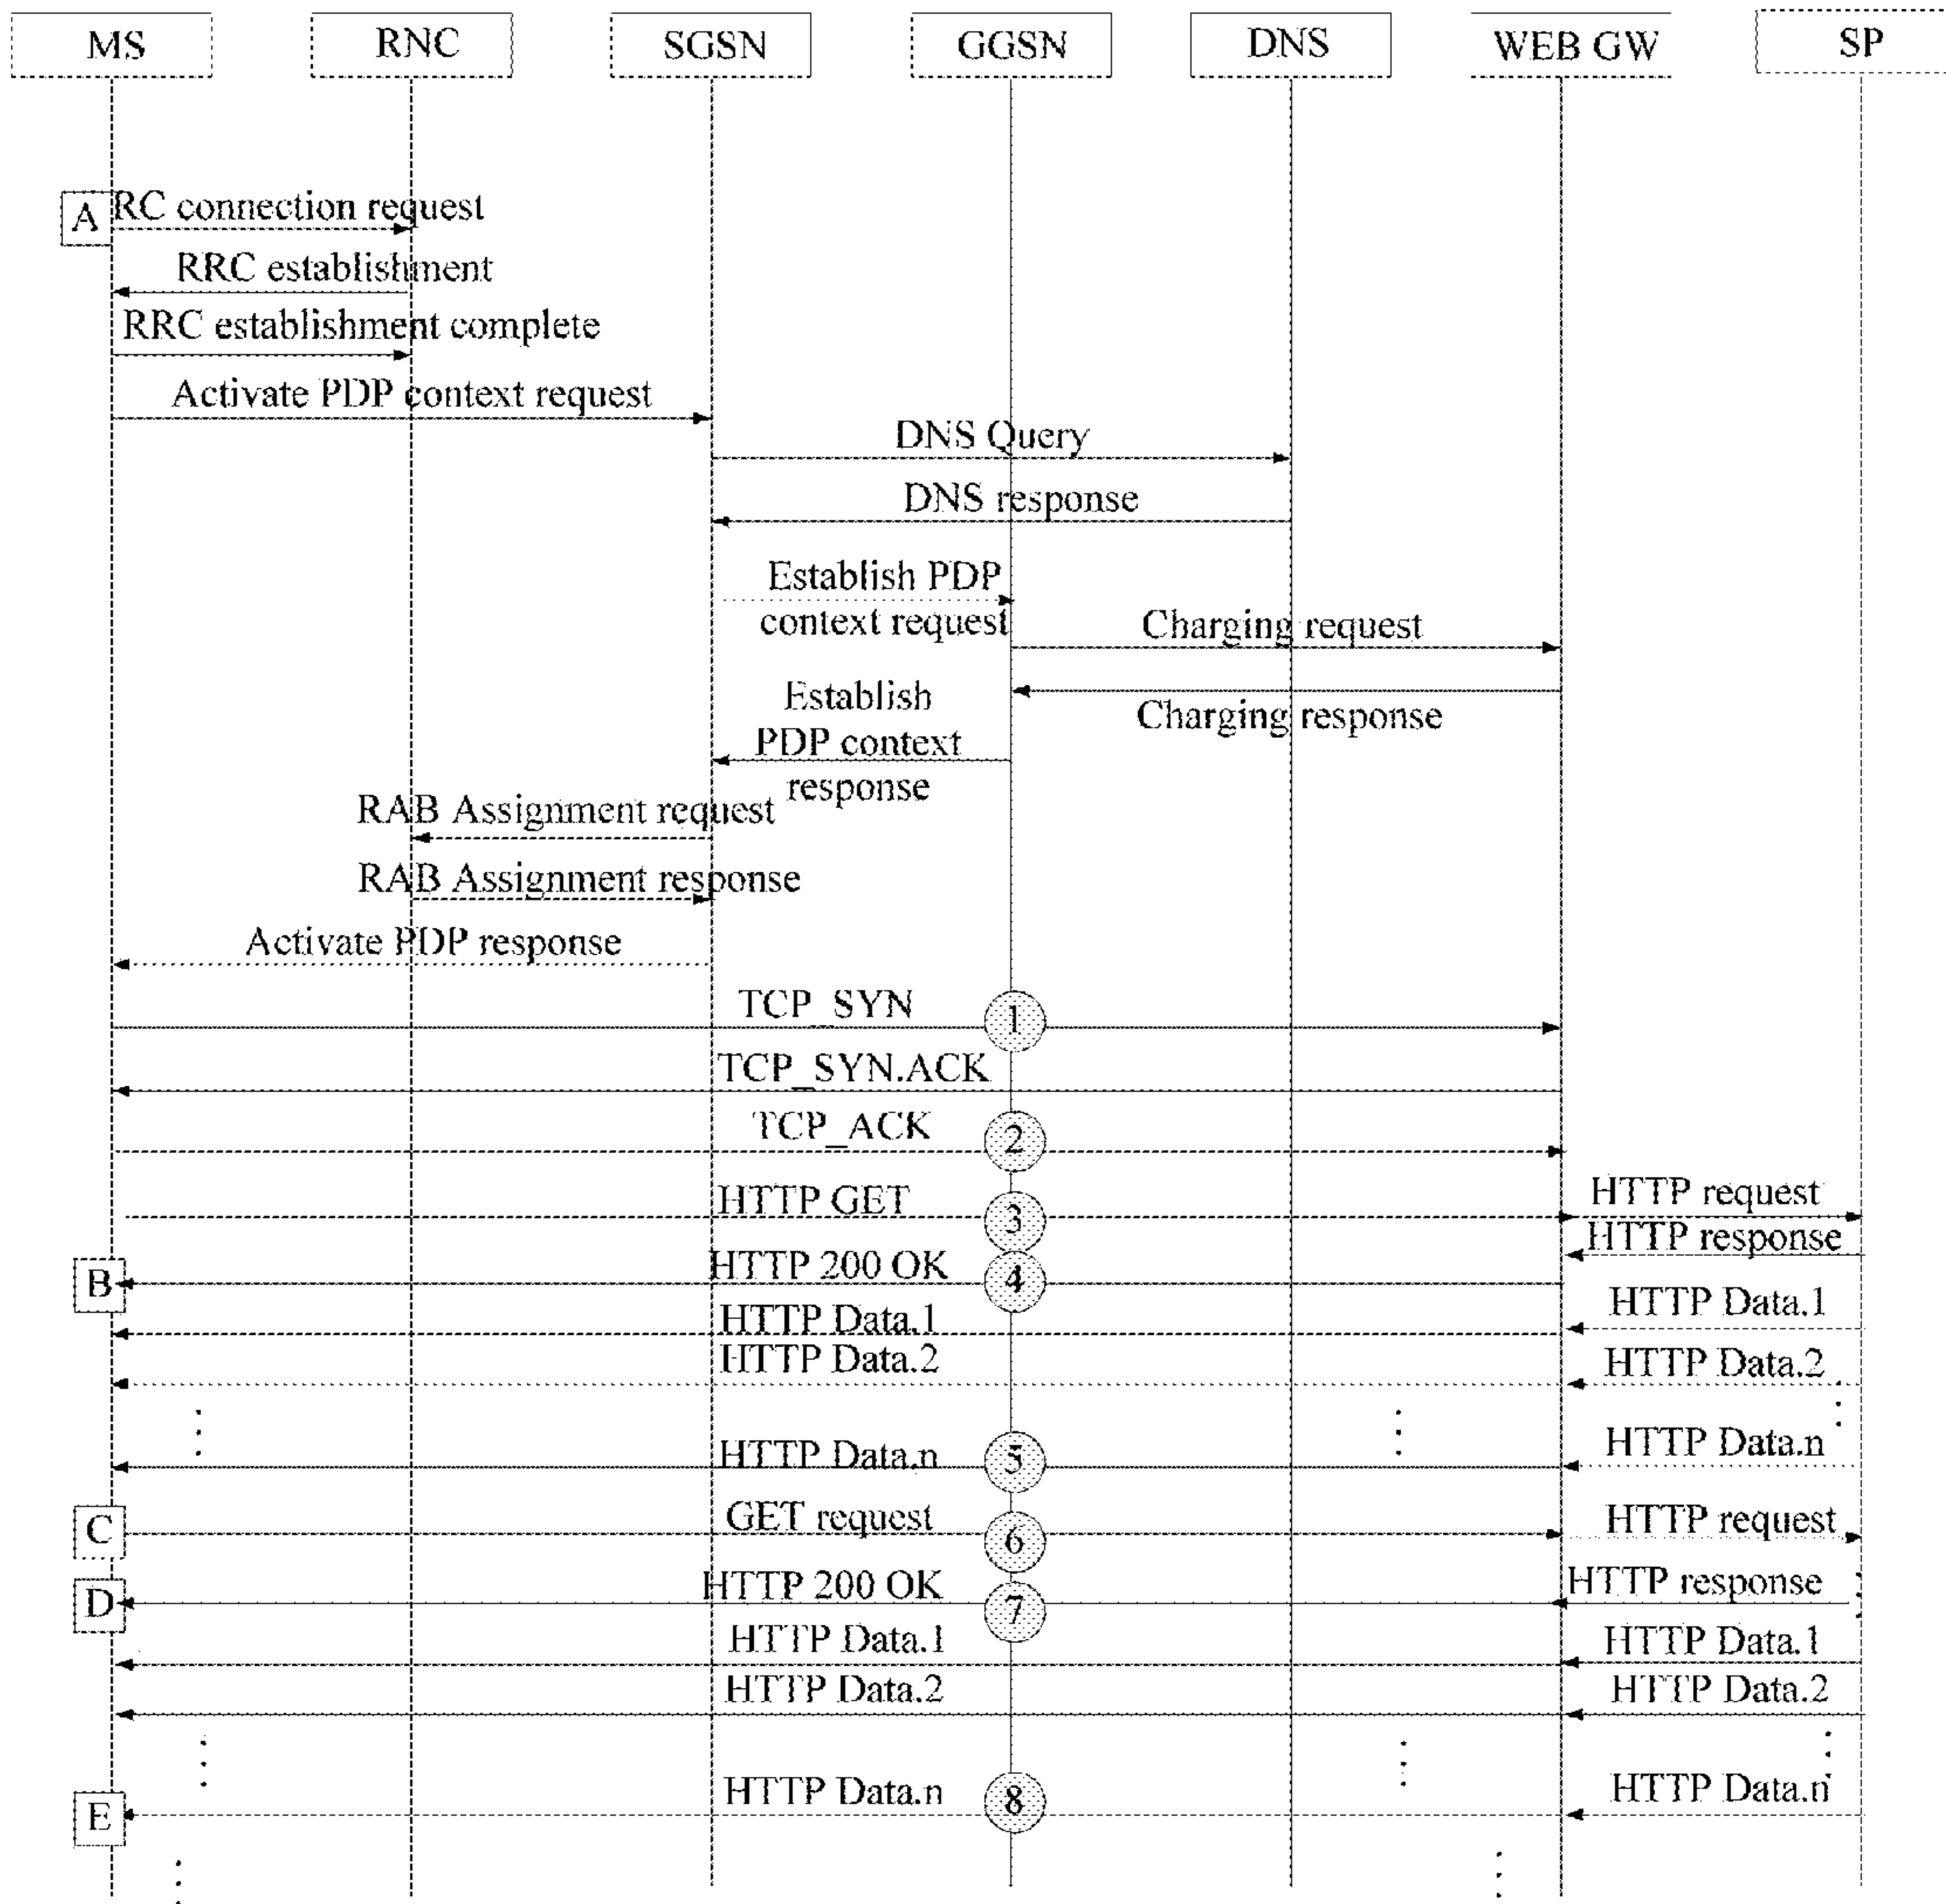 MS
RNC
SGSN
GGSN
DNS
WEB GW
SP
A
RC connection request
RRC establishment
RRC establishment complete
Activate PDP context request
DNS Query
DNS response
Establish PDP
context request
Charging request
Establish
PDP context
response
Charging response
RAB Assignment request
RAB Assignment response
Activate PDP response
TCP_SYN
1
TCP_SYN.ACK
TCP_ACK
2
HTTP GET
3
HTTP request
HTTP response
B
HTTP 200 OK
4
HTTP Data.1
HTTP Data.1
HTTP Data.2
HTTP Data.2
HTTP Data.n
5
HTTP Data.n
C
GET request
6
HTTP request
D
HTTP 200 OK
7
HTTP response
HTTP Data.1
HTTP Data.1
HTTP Data.2
HTTP Data.2
E
HTTP Data.n
8
HTTP Data.n